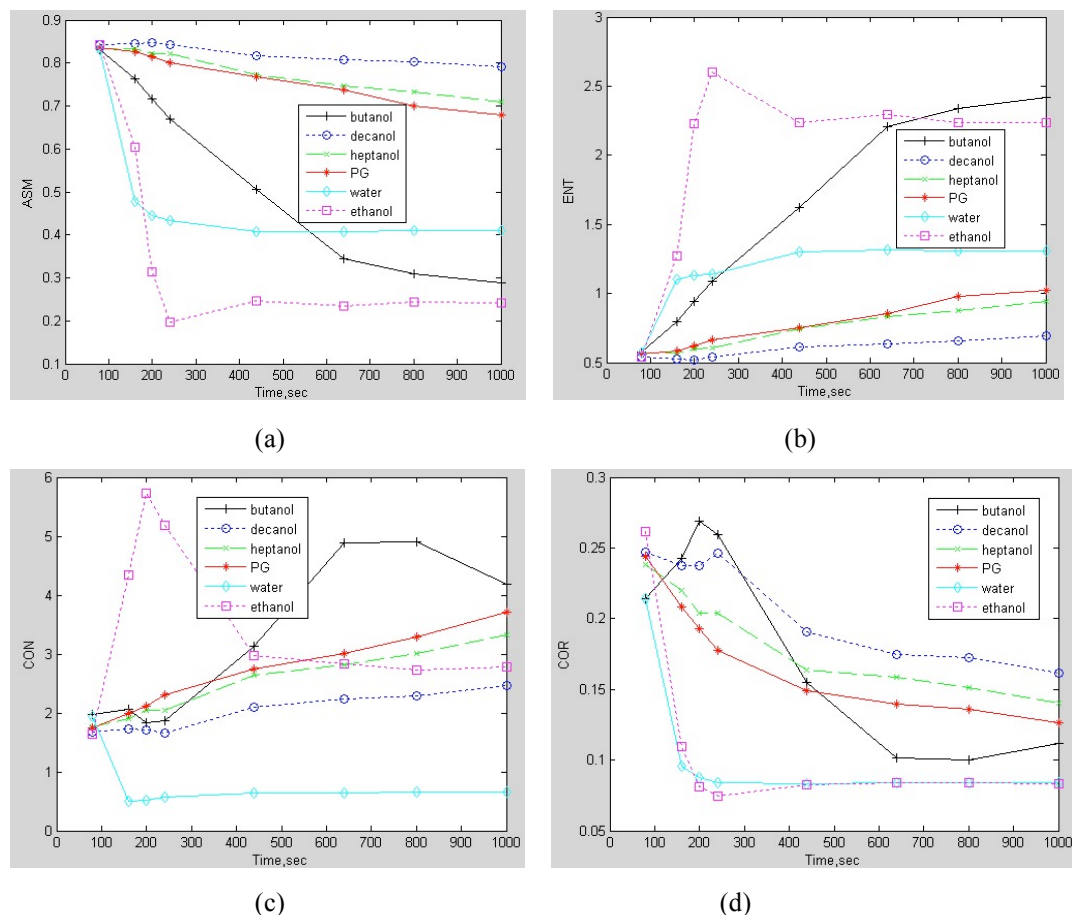 0.9
0.8
0.7
0.6
0.5
0.4
0.3
0.2
0.1
ASM
0 100 200 300 400 500 600 700 800 900 1000
Time,sec
butanol
decanol
heptanol
PG
water
ethanol
(a)
3
2.5
2
1.5
1
0.5
ENT
0 100 200 300 400 500 600 700 800 900 1000
Time,sec
butanol
decanol
heptanol
PG
water
ethanol
(b)
6
5
4
3
2
1
0
CON
0 100 200 300 400 500 600 700 800 900 1000
Time,sec
butanol
decanol
heptanol
PG
water
ethanol
(c)
0.3
0.25
0.2
0.15
0.1
0.05
COR
0 100 200 300 400 500 600 700 800 900 1000
Time,sec
butanol
decanol
heptanol
PG
water
ethanol
(d)